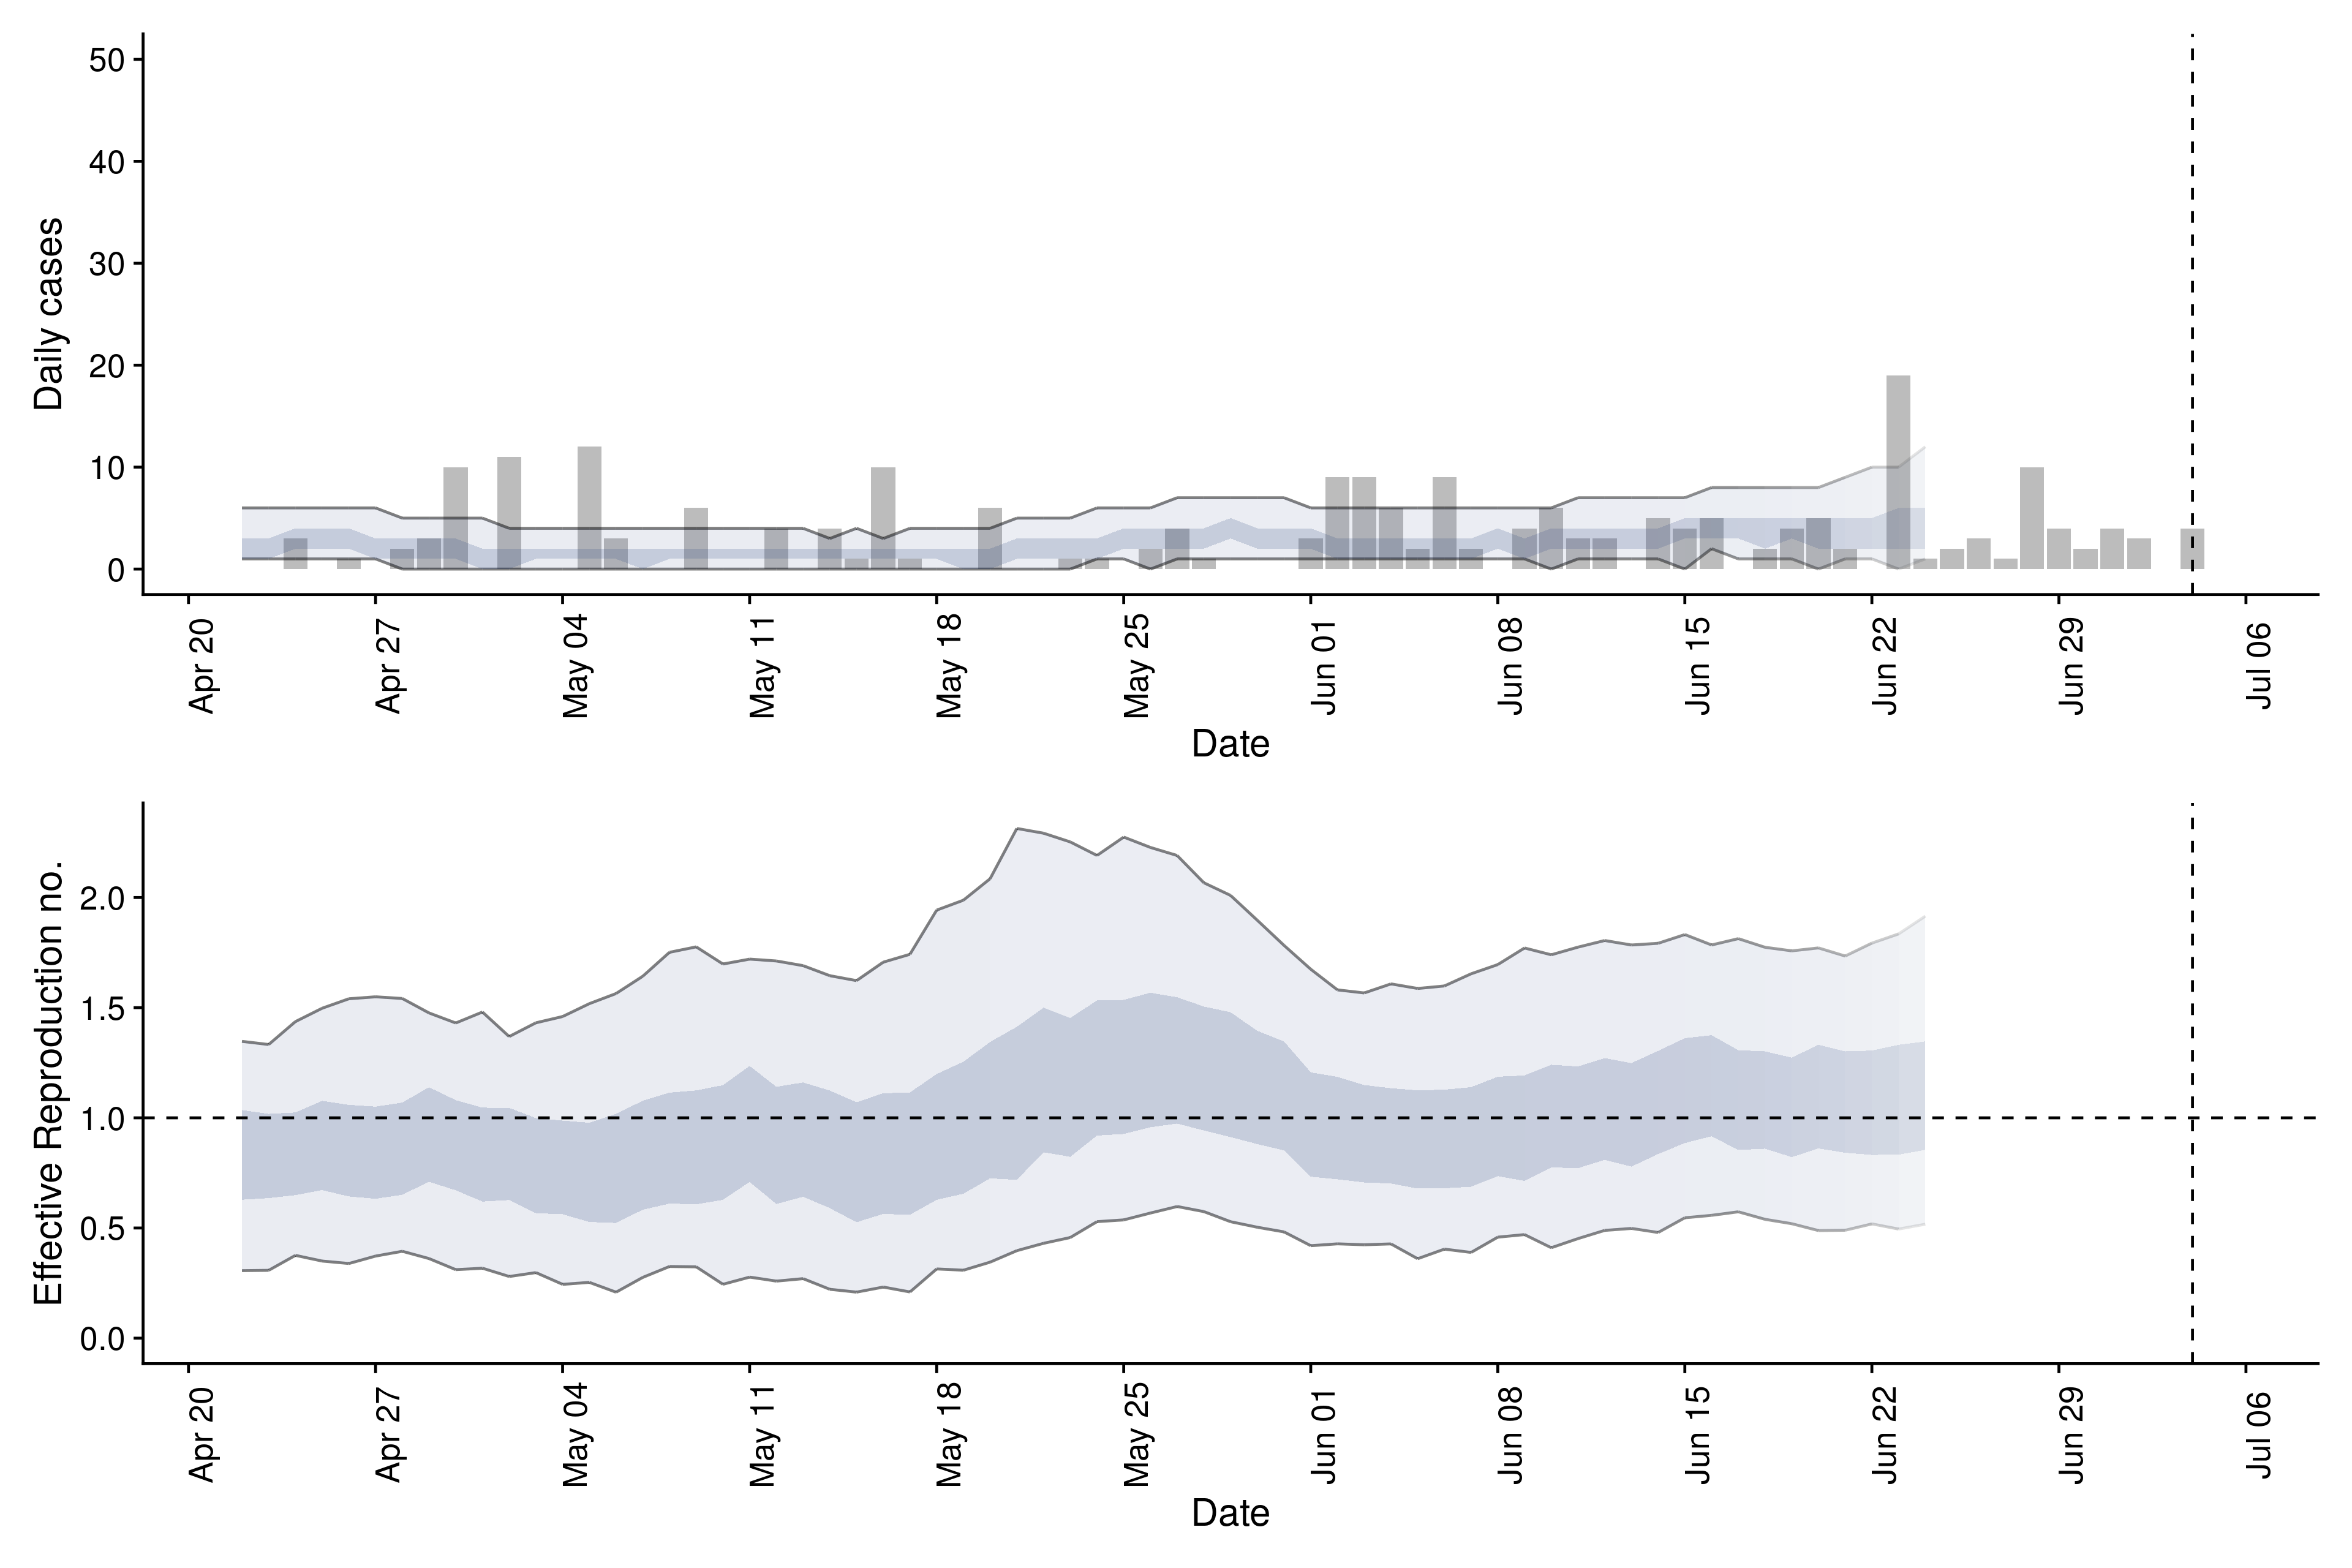 Daily cases
50
40
30
20
10
0
Apr 20
Apr 27
May 04
May 11
May 18
May 25
Jun 01
Jun 08
Jun 15
Jun 22
Jun 29
Jul 06
Date
Effective Reproduction no.
2.0
1.5
1.0
0.5
0.0
Apr 20
Apr 27
May 04
May 11
May 18
May 25
Jun 01
Jun 08
Jun 15
Jun 22
Jun 29
Jul 06
Date